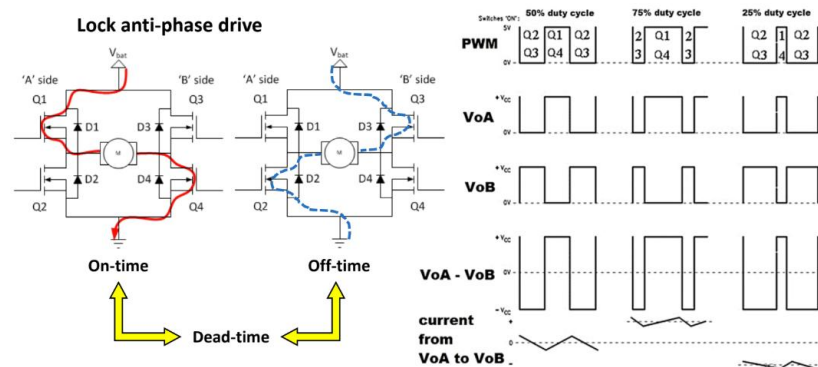 Lock anti-phase drive
V_bat
'A' side
'B' side
Q1
Q3
D1
D3
M
D2
D4
Q2
Q4
On-time
V_bat
'A' side
'B' side
Q1
Q3
D1
D3
M
D2
D4
Q2
Q4
Off-time
Dead-time
50% duty cycle
75% duty cycle
25% duty cycle
Switches "ON":
PWM
5V
0V
Q2 Q1 Q2
Q3 Q4 Q3
2 Q1 2
3 Q4 3
Q2 1 Q2
Q3 4 Q3
VoA
+ Vcc
0V
VoB
+ Vcc
0V
VoA - VoB
+ Vcc
0V
- Vcc
current
from
VoA to VoB
+
0
–